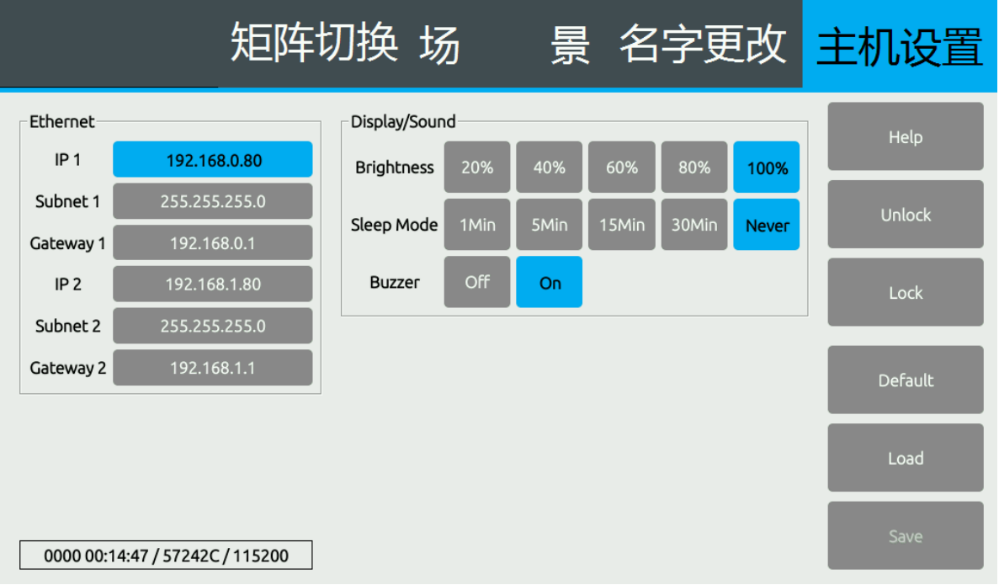 矩阵切换 场 景 名字更改 主机设置
Ethernet
IP 1 192.168.0.80
Subnet 1 255.255.255.0
Gateway 1 192.168.0.1
IP 2 192.168.1.80
Subnet 2 255.255.255.0
Gateway 2 192.168.1.1
Display/Sound
Brightness 20% 40% 60% 80% 100%
Sleep Mode 1Min 5Min 15Min 30Min Never
Buzzer Off On
Help
Unlock
Lock
Default
Load
Save
0000 00:14:47 / 57242C / 115200